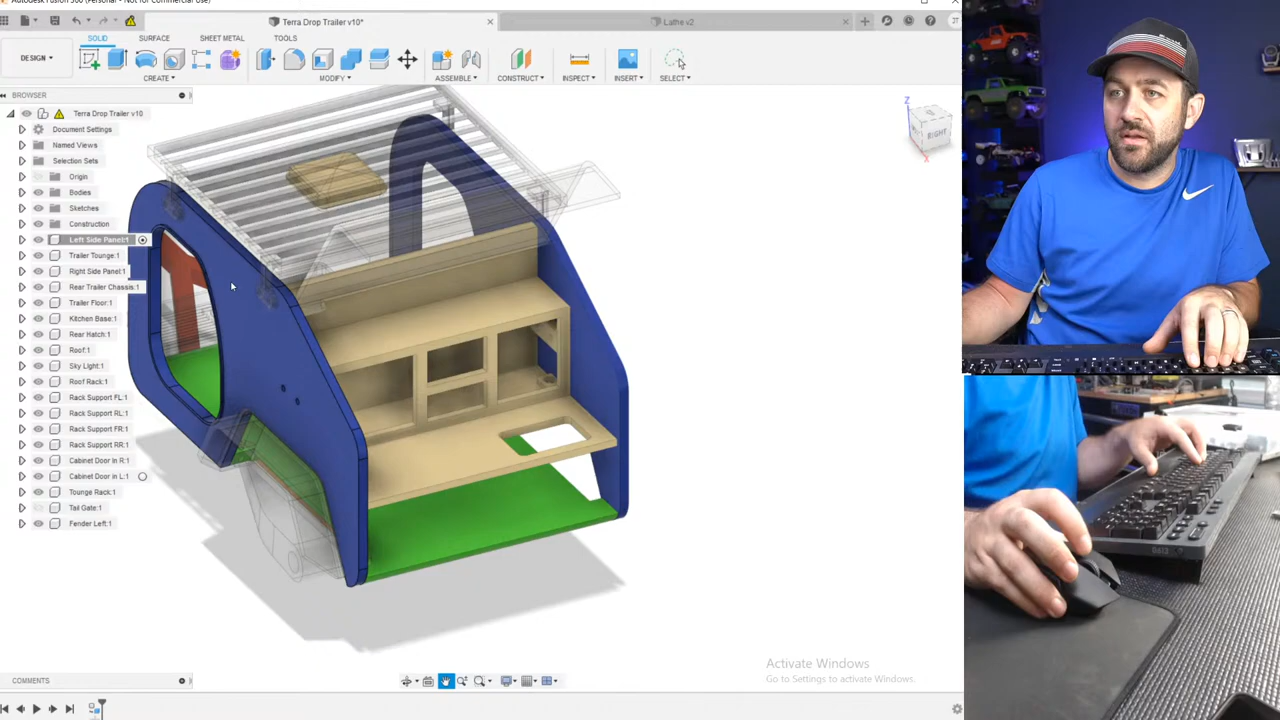 Autodesk Fusion 360 (Personal - Not for Commercial Use)
Terra Drop Trailer v10*
Lathe v2
DESIGN
SOLID SURFACE SHEET METAL TOOLS
CREATE MODIFY ASSEMBLE CONSTRUCT INSPECT INSERT SELECT
BROWSER
Terra Drop Trailer v10
Document Settings
Named Views
Selection Sets
Origin
Bodies
Sketches
Construction
Left Side Panel:1
Trailer Tounge:1
Right Side Panel:1
Rear Trailer Chassis:1
Trailer Floor:1
Kitchen Base:1
Rear Hatch:1
Roof:1
Sky Light:1
Roof Rack:1
Rack Support FL:1
Rack Support RL:1
Rack Support FR:1
Rack Support RR:1
Cabinet Door In R:1
Cabinet Door in L:1
Tounge Rack:1
Tail Gate:1
Fender Left:1
Z
RIGHT
X
Activate Windows
Go to Settings to activate Windows.
COMMENTS
JT